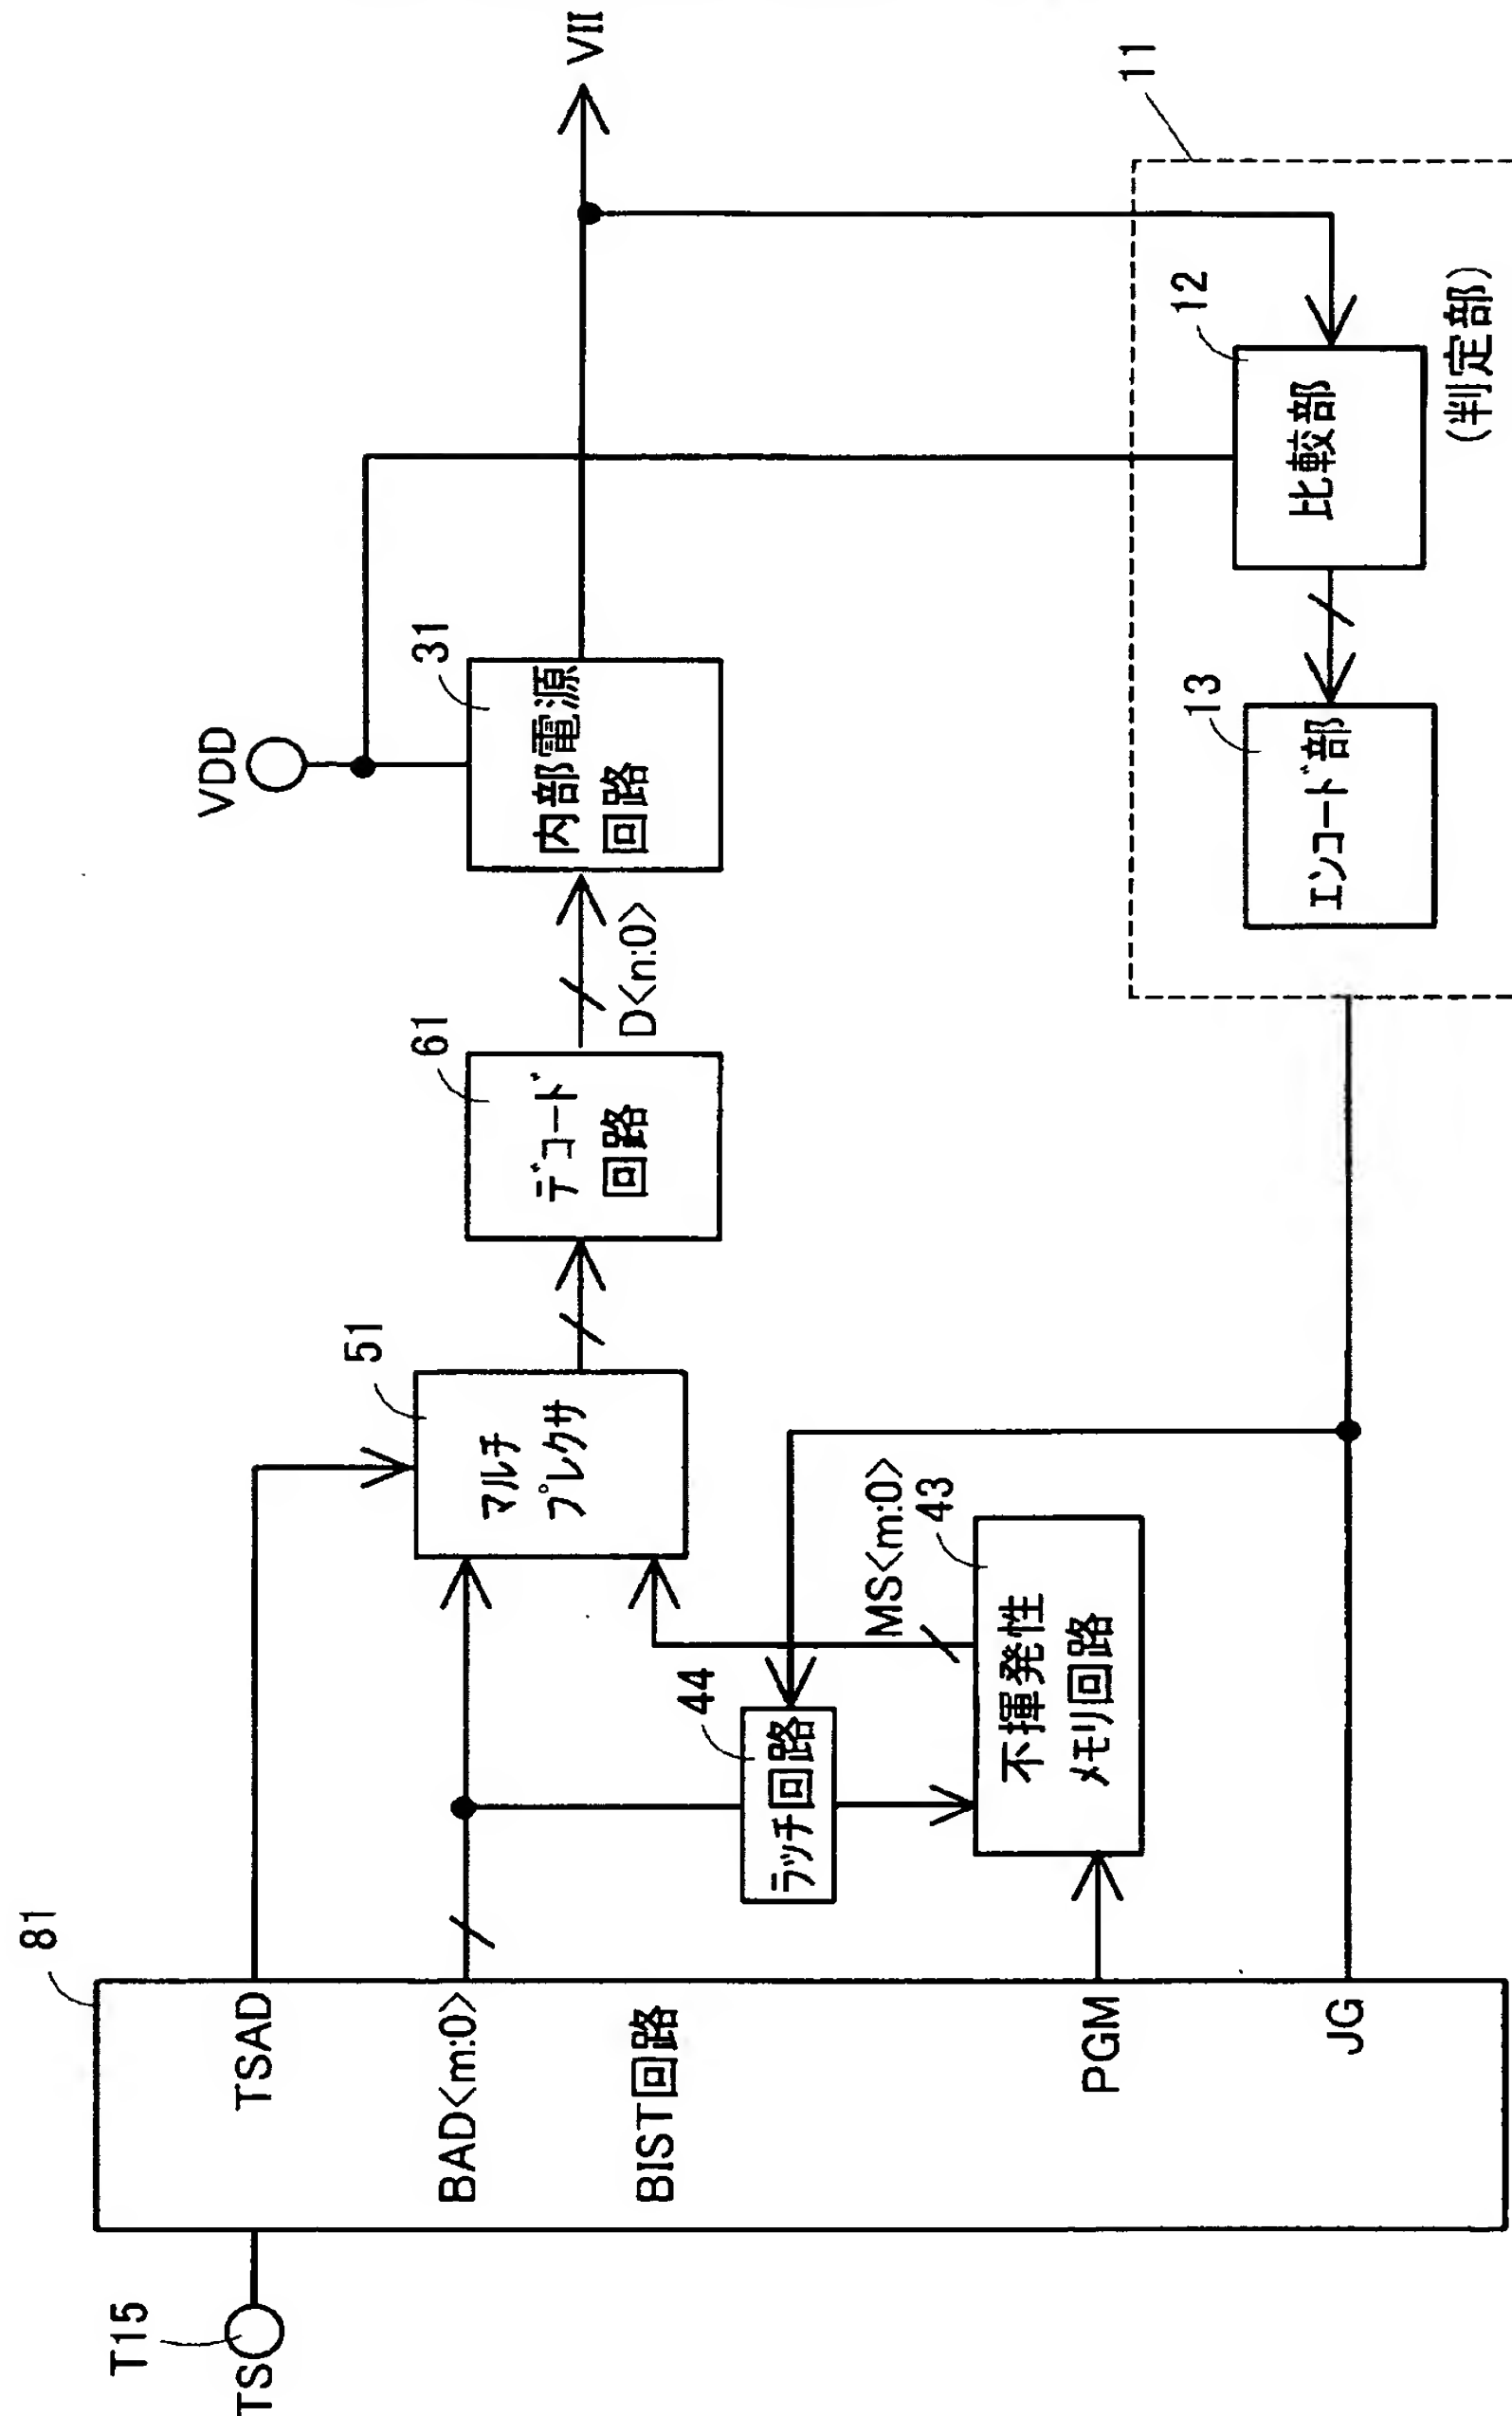 T15
TS
81
TSAD
BAD<m:0>
BIST回路
PGM
JG
44
ラッチ回路
MS<m:0>
43
不揮発性
メモリ回路
51
マルチ
プレクサ
61
デコード
回路
D<n:0>
VDD
31
内部電源
回路
VII
11
12
比較部
(判定部)
13
エンコード部